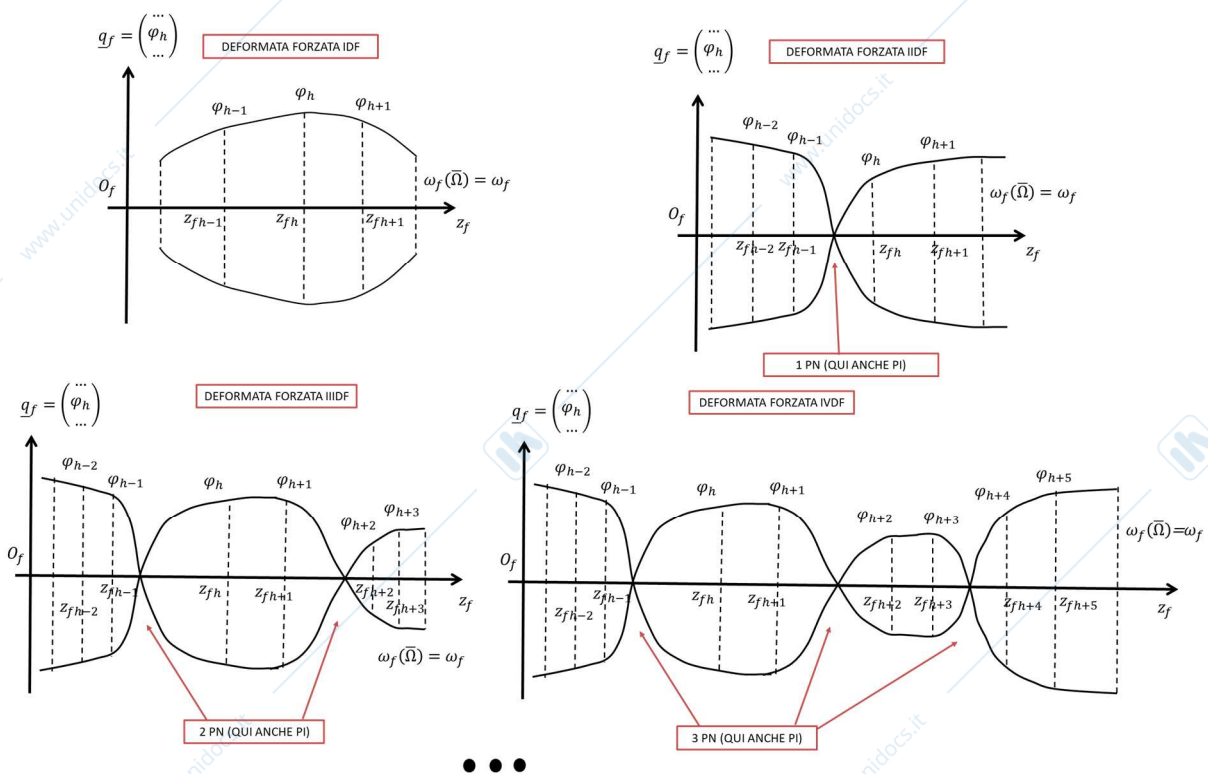 ...
q_f = (φ_h)
...
DEFORMATA FORZATA IDF
φ_{h−1}
φ_h
φ_{h+1}
O_f
ω_f(Ω̄) = ω_f
z_{fh−1}
z_{fh}
z_{fh+1}
z_f
...
q_f = (φ_h)
...
DEFORMATA FORZATA IIDF
φ_{h−2}
φ_{h−1}
φ_h
φ_{h+1}
O_f
ω_f(Ω̄) = ω_f
z_{fh−2}
z_{fh−1}
z_{fh}
z_{fh+1}
z_f
1 PN (QUI ANCHE PI)
...
q_f = (φ_h)
...
DEFORMATA FORZATA IIIDF
φ_{h−2}
φ_{h−1}
φ_h
φ_{h+1}
φ_{h+2}
φ_{h+3}
O_f
z_{fh−2}
z_{fh−1}
z_{fh}
z_{fh+1}
z_{fh+2}
z_{fh+3}
z_f
ω_f(Ω̄) = ω_f
2 PN (QUI ANCHE PI)
...
q_f = (φ_h)
...
DEFORMATA FORZATA IVDF
φ_{h−2}
φ_{h−1}
φ_h
φ_{h+1}
φ_{h+2}
φ_{h+3}
φ_{h+4}
φ_{h+5}
ω_f(Ω̄)=ω_f
O_f
z_{fh−2}
z_{fh−1}
z_{fh}
z_{fh+1}
z_{fh+2}
z_{fh+3}
z_{fh+4}
z_{fh+5}
z_f
3 PN (QUI ANCHE PI)
• • •
www.unidocs.it
www.unidocs.it